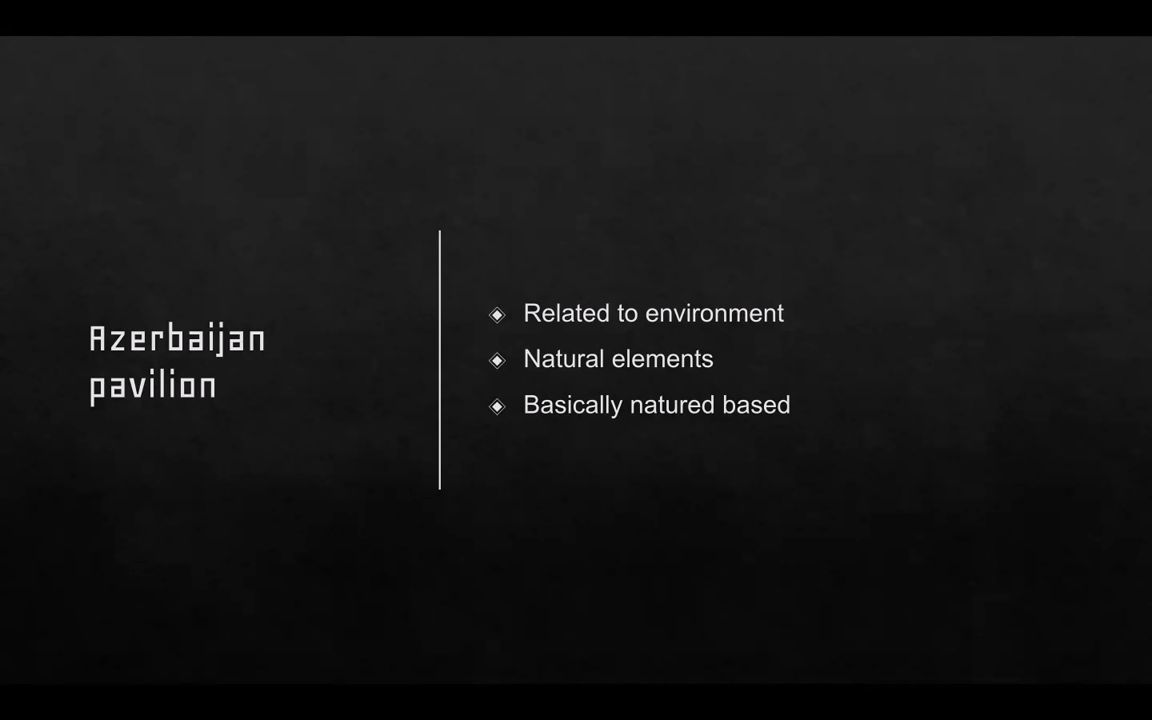 Azerbaijan
pavilion
Related to environment
Natural elements
Basically natured based